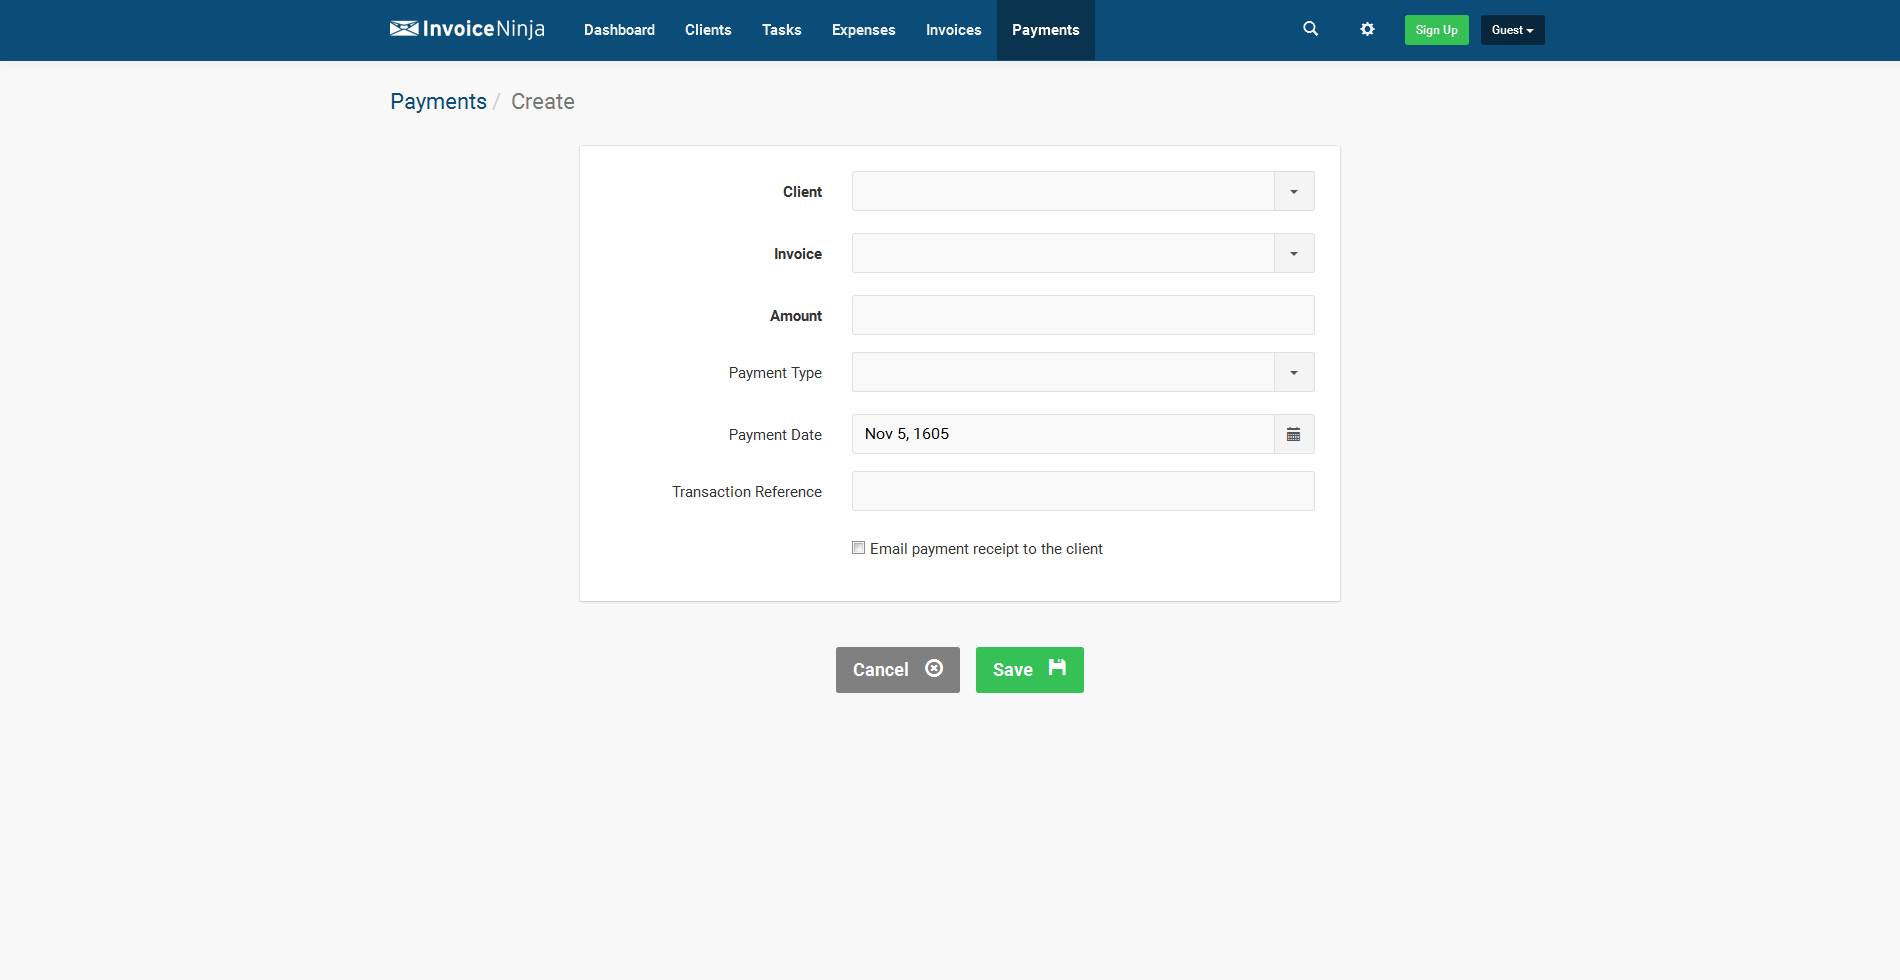 InvoiceNinja Dashboard Clients Tasks Expenses Invoices Payments Sign Up Guest
Payments / Create
Client
Invoice
Amount
Payment Type
Payment Date Nov 5, 1605
Transaction Reference
Email payment receipt to the client
Cancel Save